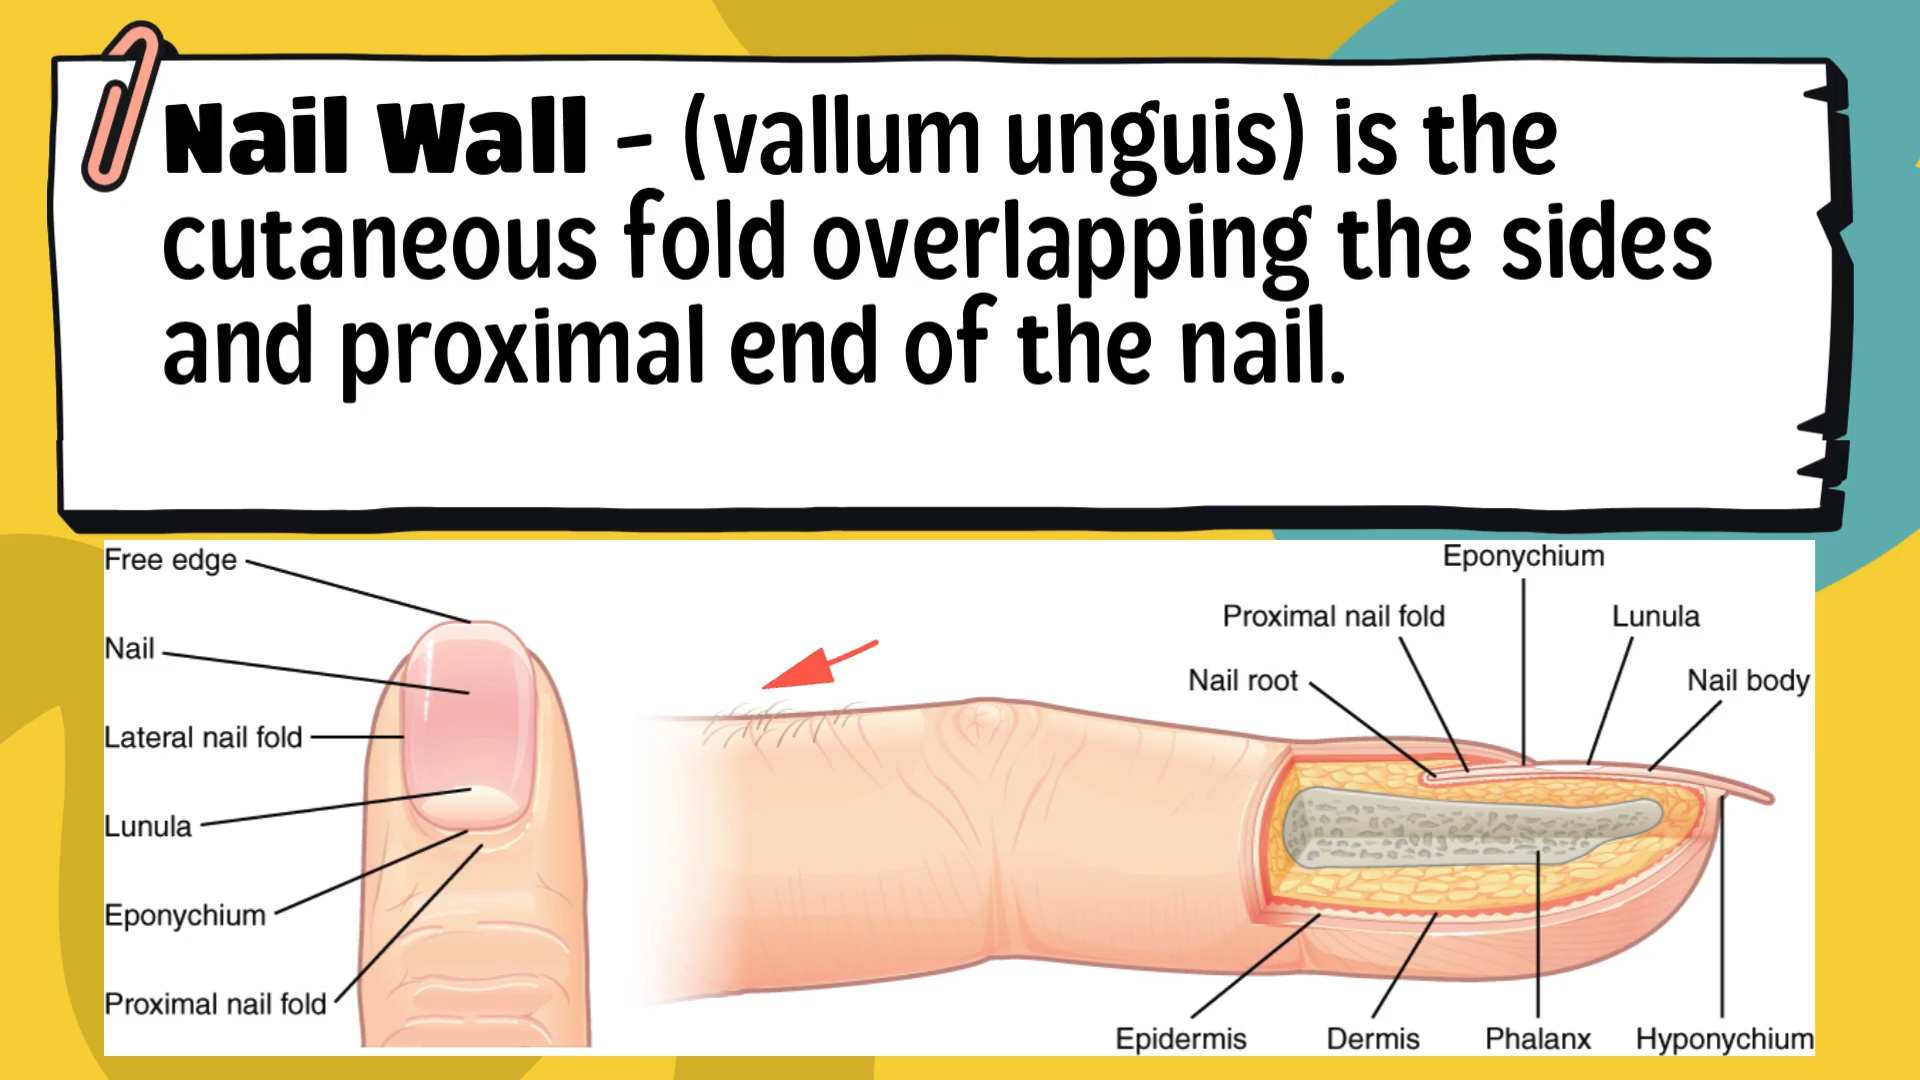 Nail Wall - (vallum unguis) is the
cutaneous fold overlapping the sides
and proximal end of the nail.
Free edge
Nail
Lateral nail fold
Lunula
Eponychium
Proximal nail fold
Eponychium
Proximal nail fold
Lunula
Nail root
Nail body
Epidermis
Dermis
Phalanx
Hyponychium